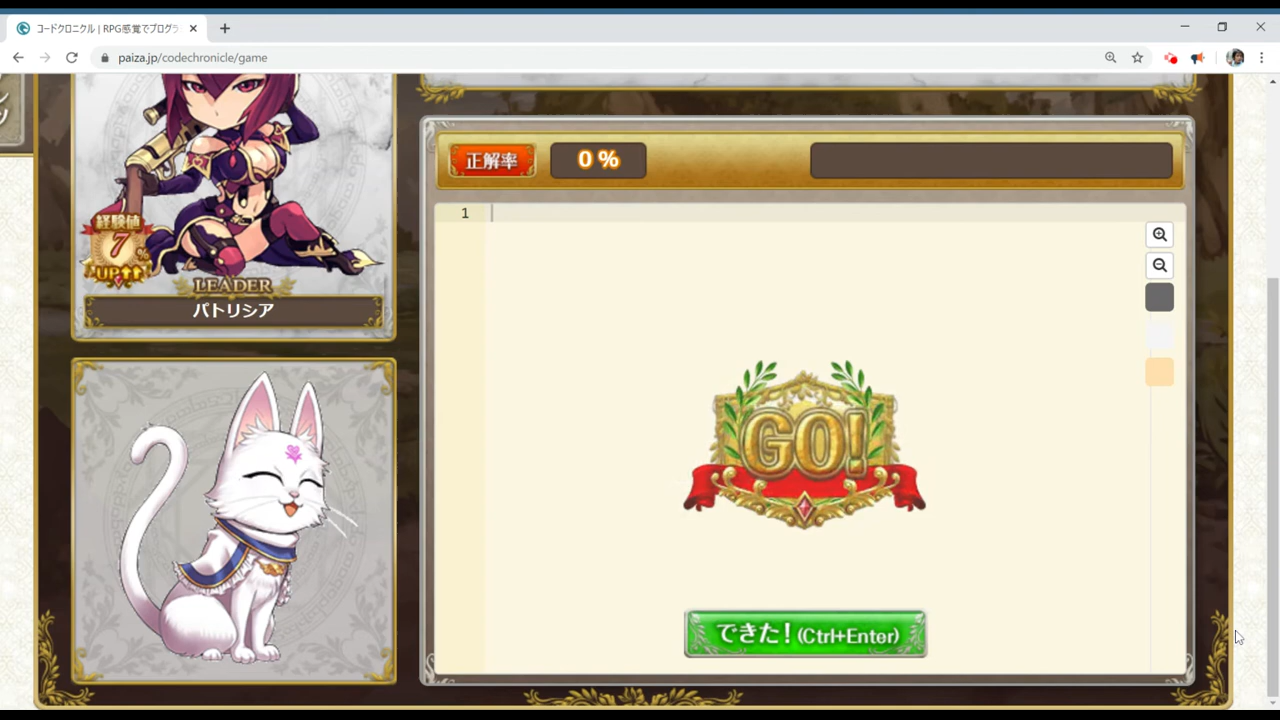 コードクロニクル | RPG感覚でプログラ
paiza.jp/codechronicle/game
正解率
0 %
1
経験値
7 %
UP
LEADER
パトリシア
GO!
できた! (Ctrl+Enter)